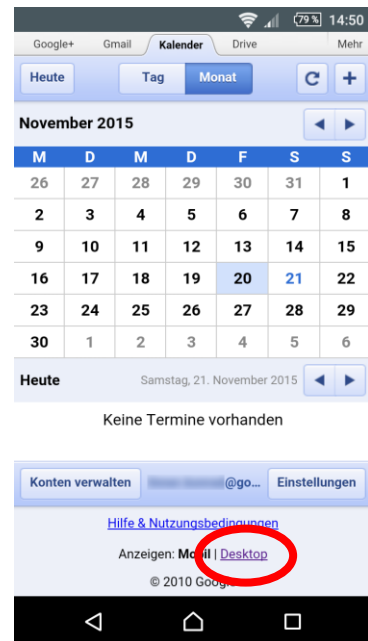 79% 14:50
Google+ Gmail Kalender Drive Mehr
Heute Tag Monat
November 2015
M D M D F S S
26 27 28 29 30 31 1
2 3 4 5 6 7 8
9 10 11 12 13 14 15
16 17 18 19 20 21 22
23 24 25 26 27 28 29
30 1 2 3 4 5 6
Heute Samstag, 21. November 2015
Keine Termine vorhanden
Konten verwalten @go... Einstellungen
Hilfe & Nutzungsbedingungen
Anzeigen: Mobil | Desktop
© 2010 Google